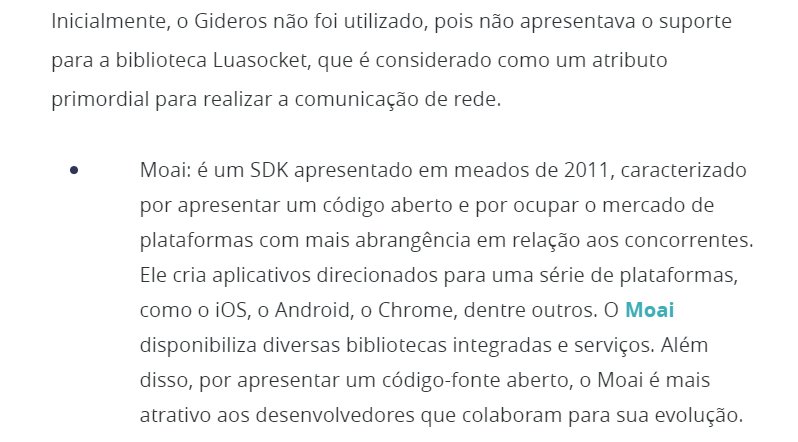 Inicialmente, o Gideros não foi utilizado, pois não apresentava o suporte
para a biblioteca Luasocket, que é considerado como um atributo
primordial para realizar a comunicação de rede.
• Moai: é um SDK apresentado em meados de 2011, caracterizado
por apresentar um código aberto e por ocupar o mercado de
plataformas com mais abrangência em relação aos concorrentes.
Ele cria aplicativos direcionados para uma série de plataformas,
como o iOS, o Android, o Chrome, dentre outros. O Moai
disponibiliza diversas bibliotecas integradas e serviços. Além
disso, por apresentar um código-fonte aberto, o Moai é mais
atrativo aos desenvolvedores que colaboram para sua evolução.